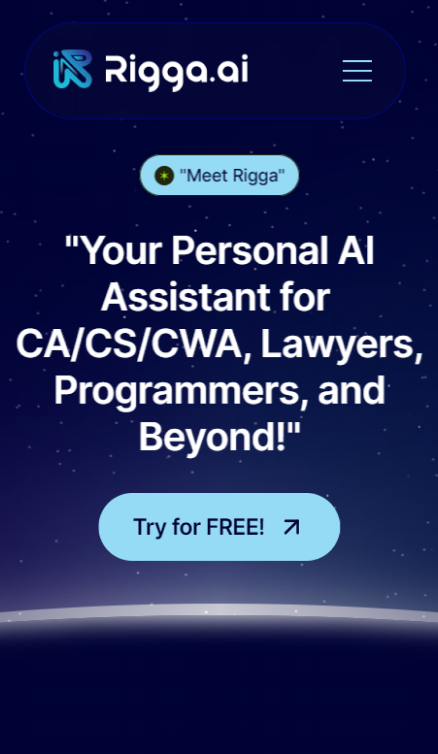 Rigga.ai
"Meet Rigga"
"Your Personal AI
Assistant for
CA/CS/CWA, Lawyers,
Programmers, and
Beyond!"
Try for FREE!